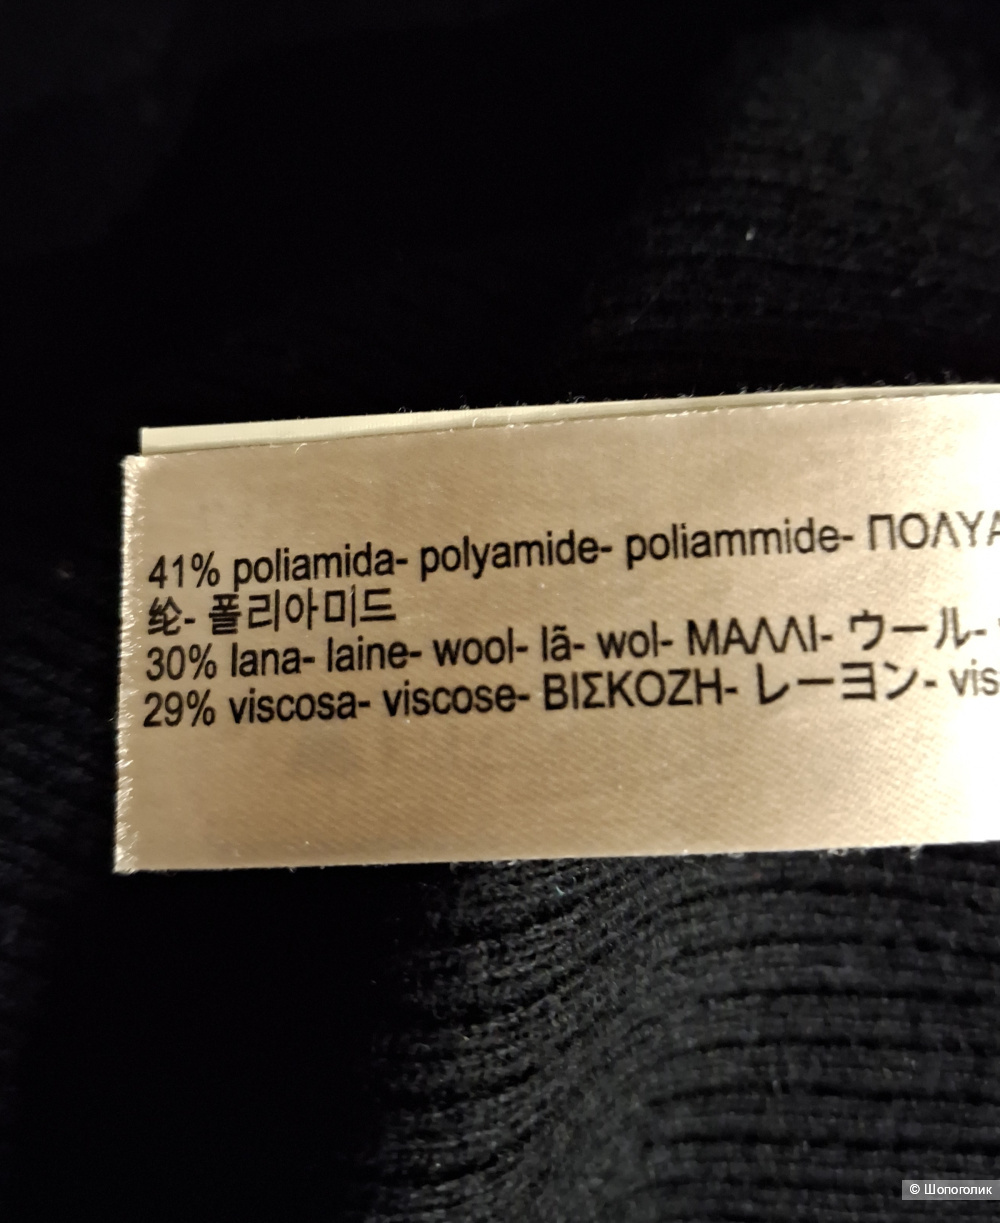 41% poliamida- polyamide- poliammide- ΠΟΛΥΑ
纶- 폴리아미드
30% lana- laine- wool- lã- wol- ΜΑΛΛΙ- ウール-
29% viscosa- viscose- ΒΙΣΚΟΖΗ- レーヨン- vis
© Шопоголик